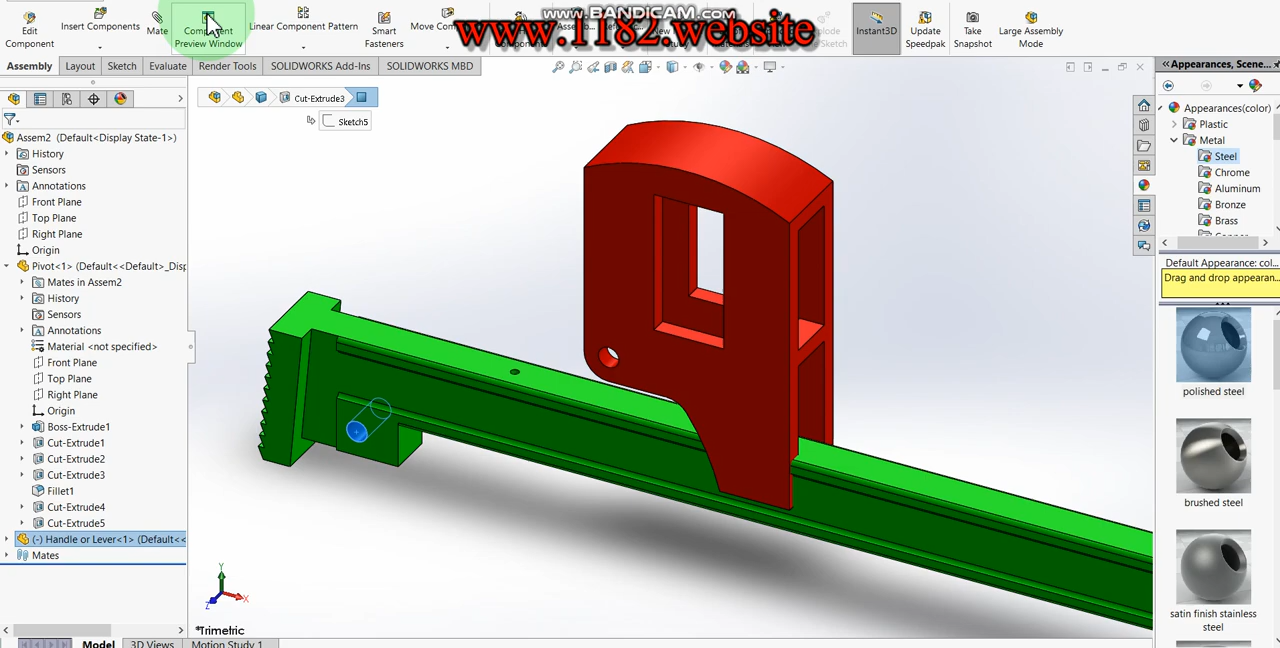 www.BANDICAM.COM
www.1182.website
Edit Component
Insert Components
Mate
Component Preview Window
Linear Component Pattern
Smart Fasteners
Move Co
Instant3D
Update Speedpak
Take Snapshot
Large Assembly Mode
Assembly
Layout
Sketch
Evaluate
Render Tools
SOLIDWORKS Add-Ins
SOLIDWORKS MBD
Cut-Extrude3
Sketch5
Assem2 (Default<Display State-1>)
History
Sensors
Annotations
Front Plane
Top Plane
Right Plane
Origin
Pivot<1> (Default<<Default>_Disp
Mates in Assem2
History
Sensors
Annotations
Material <not specified>
Front Plane
Top Plane
Right Plane
Origin
Boss-Extrude1
Cut-Extrude1
Cut-Extrude2
Cut-Extrude3
Fillet1
Cut-Extrude4
Cut-Extrude5
(-) Handle or Lever<1> (Default<<
Mates
Y
X
Z
*Trimetric
Model
3D Views
Motion Study 1
Appearances, Scene...
Appearances(color)
Plastic
Metal
Steel
Chrome
Aluminum
Bronze
Brass
Default Appearance: col...
Drag and drop appearan...
polished steel
brushed steel
satin finish stainless
steel